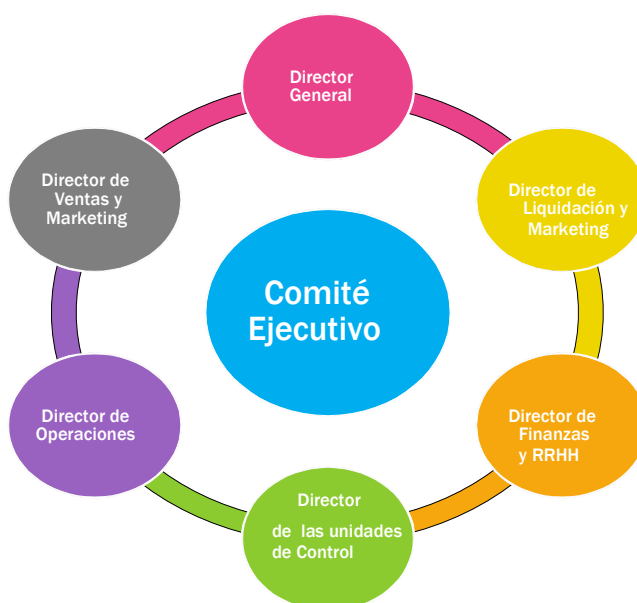 Director
General
Director de
Ventas y
Marketing
Director de
Liquidación y
Marketing
Comité
Ejecutivo
Director de
Operaciones
Director de
Finanzas
y RRHH
Director
de las unidades
de Control